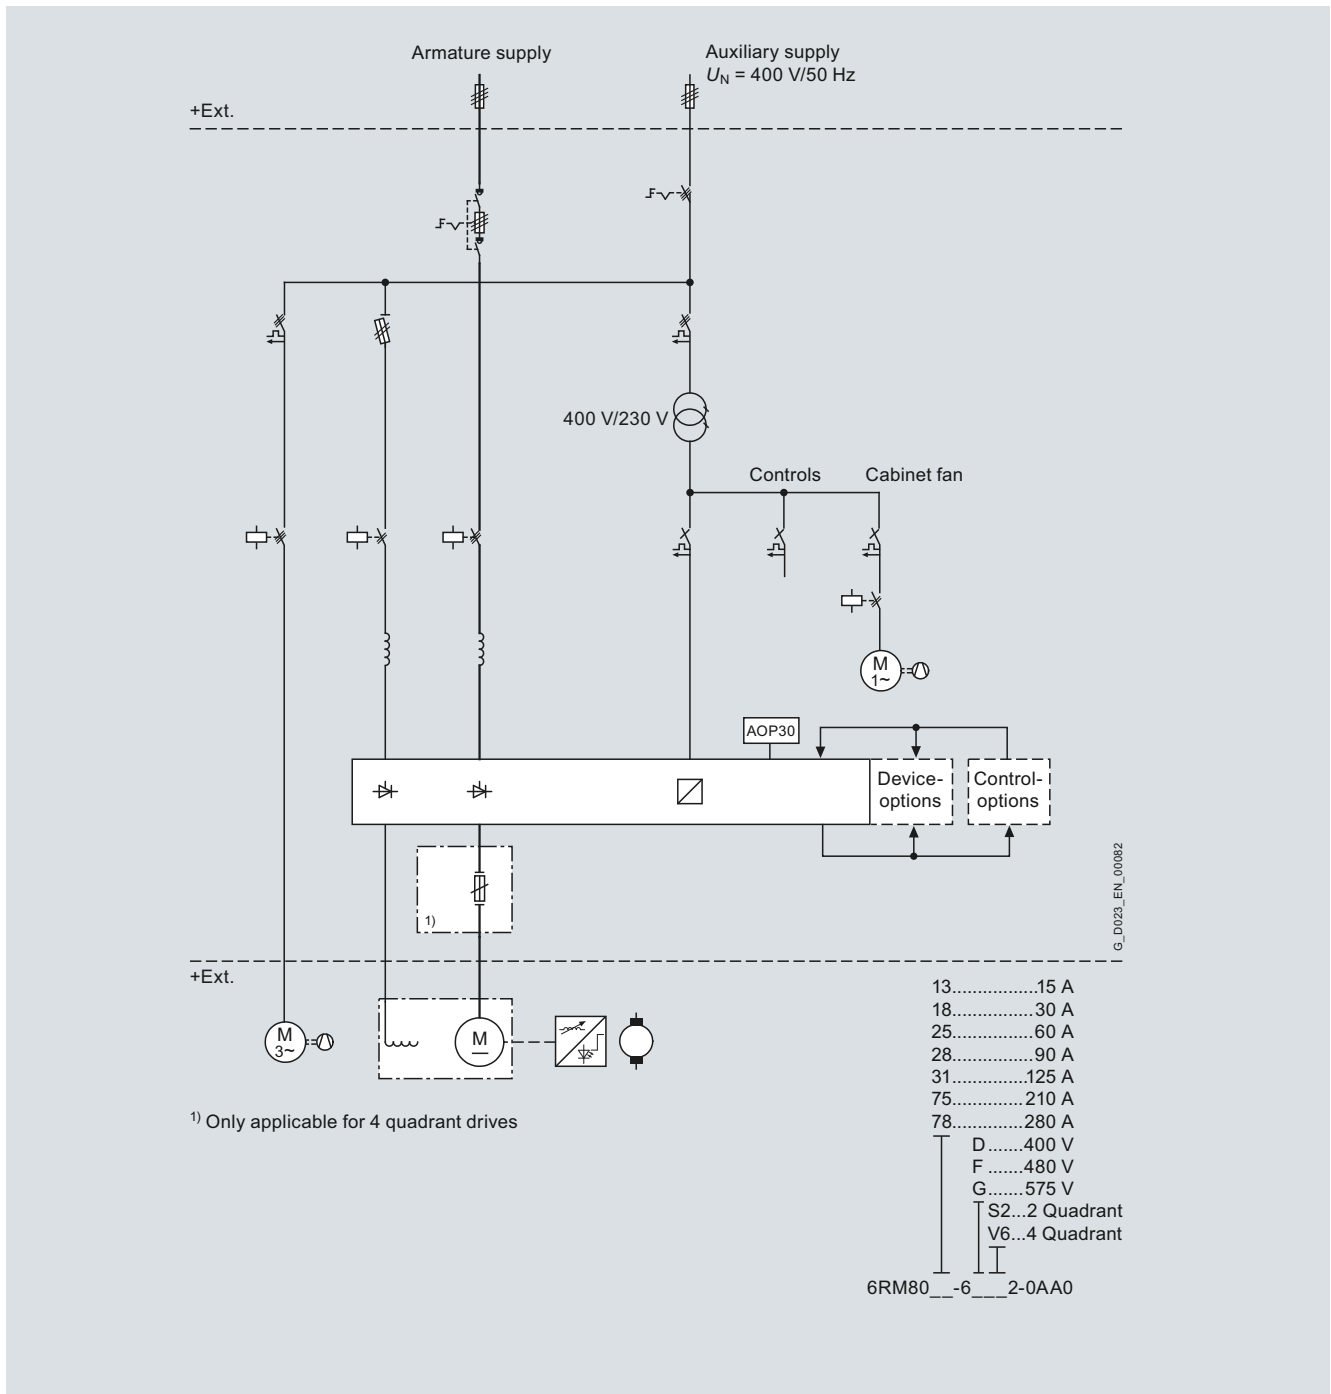 Armature supply
Auxiliary supply
UN = 400 V/50 Hz
+Ext.
400 V/230 V
Controls
Cabinet fan
M
1~
AOP30
Device-
options
Control-
options
1)
G_D023_EN_00082
+Ext.
M
3~
M
1) Only applicable for 4 quadrant drives
13.................15 A
18................30 A
25................60 A
28................90 A
31...............125 A
75..............210 A
78..............280 A
D.......400 V
F .......480 V
G.......575 V
S2...2 Quadrant
V6...4 Quadrant
6RM80__-6___2-0AA0